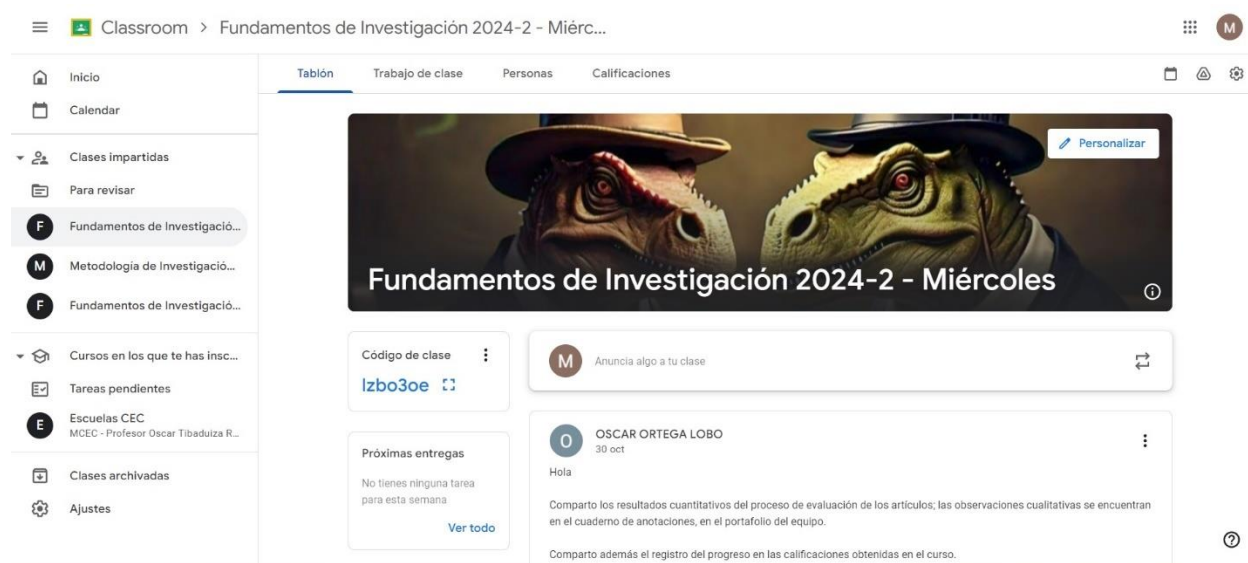 Classroom > Fundamentos de Investigación 2024-2 - Miérc...
M
Inicio
Calendar
Clases impartidas
Para revisar
F Fundamentos de Investigació...
M Metodología de Investigació...
F Fundamentos de Investigació...
Cursos en los que te has insc...
Tareas pendientes
E Escuelas CEC
MCEC - Profesor Oscar Tibaduiza R...
Clases archivadas
Ajustes
Tablón Trabajo de clase Personas Calificaciones
Personalizar
Fundamentos de Investigación 2024-2 - Miércoles
Código de clase
lzbo3oe
Próximas entregas
No tienes ninguna tarea
para esta semana
Ver todo
M Anuncia algo a tu clase
O OSCAR ORTEGA LOBO
30 oct
Hola
Comparto los resultados cuantitativos del proceso de evaluación de los artículos; las observaciones cualitativas se encuentran
en el cuaderno de anotaciones, en el portafolio del equipo.
Comparto además el registro del progreso en las calificaciones obtenidas en el curso.